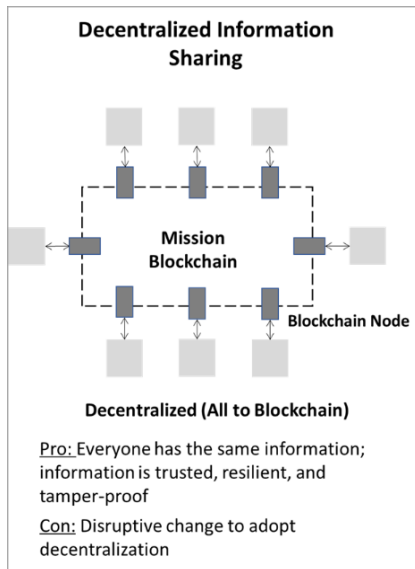 Decentralized Information
Sharing
Mission
Blockchain
Blockchain Node
Decentralized (All to Blockchain)
Pro: Everyone has the same information;
information is trusted, resilient, and
tamper-proof
Con: Disruptive change to adopt
decentralization